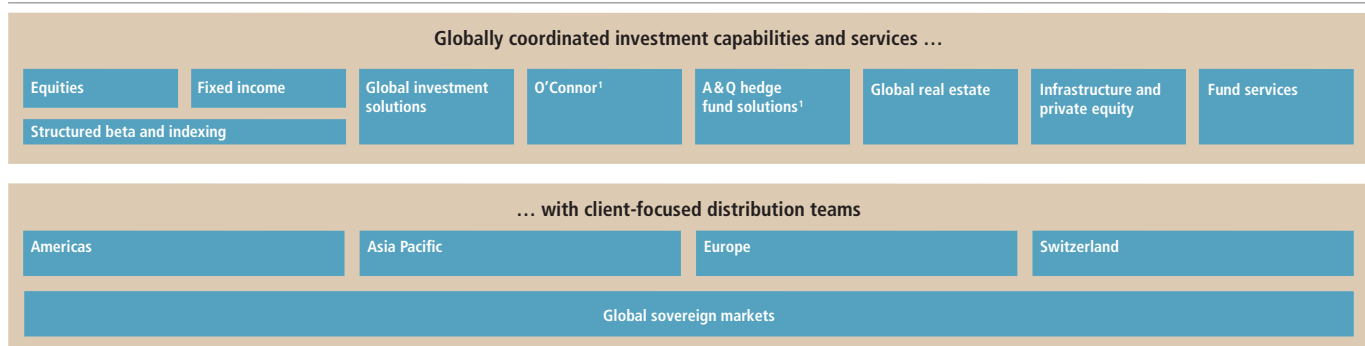 Globally coordinated investment capabilities and services …
Equities
Fixed income
Structured beta and indexing
Global investment
solutions
O’Connor¹
A&Q hedge
fund solutions¹
Global real estate
Infrastructure and
private equity
Fund services
… with client-focused distribution teams
Americas
Asia Pacific
Europe
Switzerland
Global sovereign markets